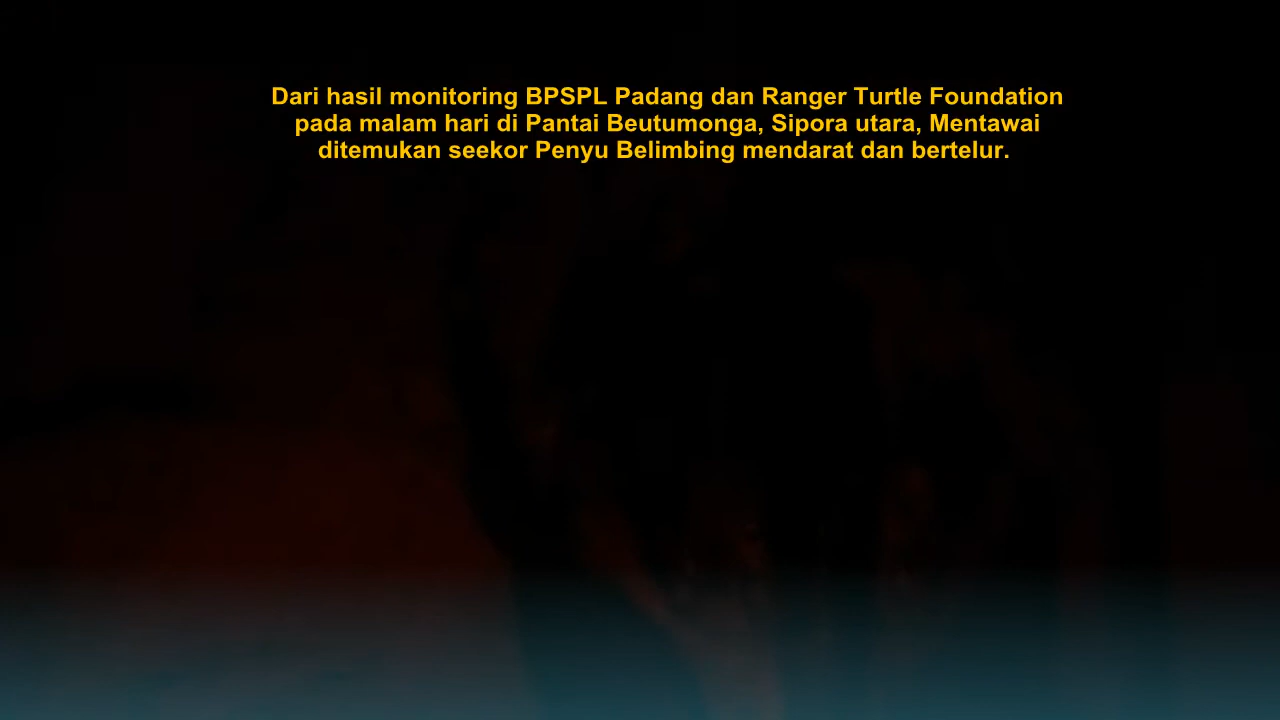 Dari hasil monitoring BPSPL Padang dan Ranger Turtle Foundation
pada malam hari di Pantai Beutumonga, Sipora utara, Mentawai
ditemukan seekor Penyu Belimbing mendarat dan bertelur.